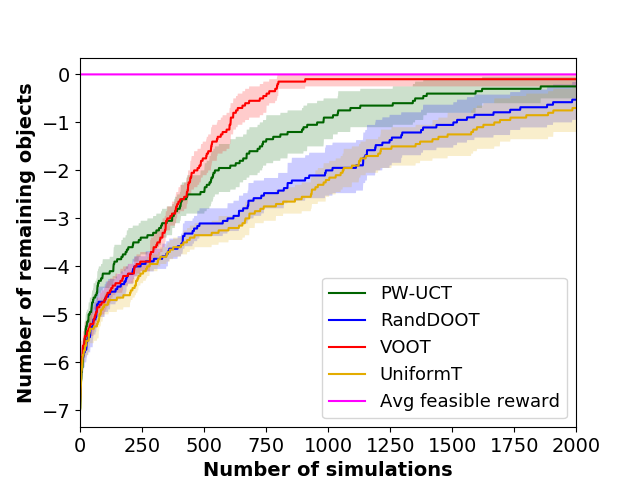 0
−1
−2
−3
−4
−5
−6
−7
Number of remaining objects
PW-UCT
RandDOOT
VOOT
UniformT
Avg feasible reward
0 250 500 750 1000 1250 1500 1750 2000
Number of simulations